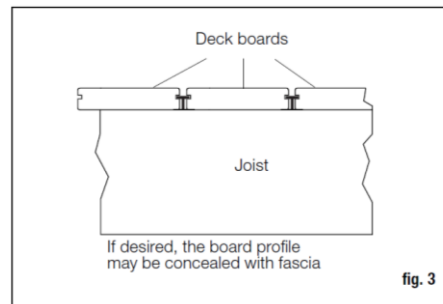 Deck boards
Joist
If desired, the board profile
may be concealed with fascia
fig. 3